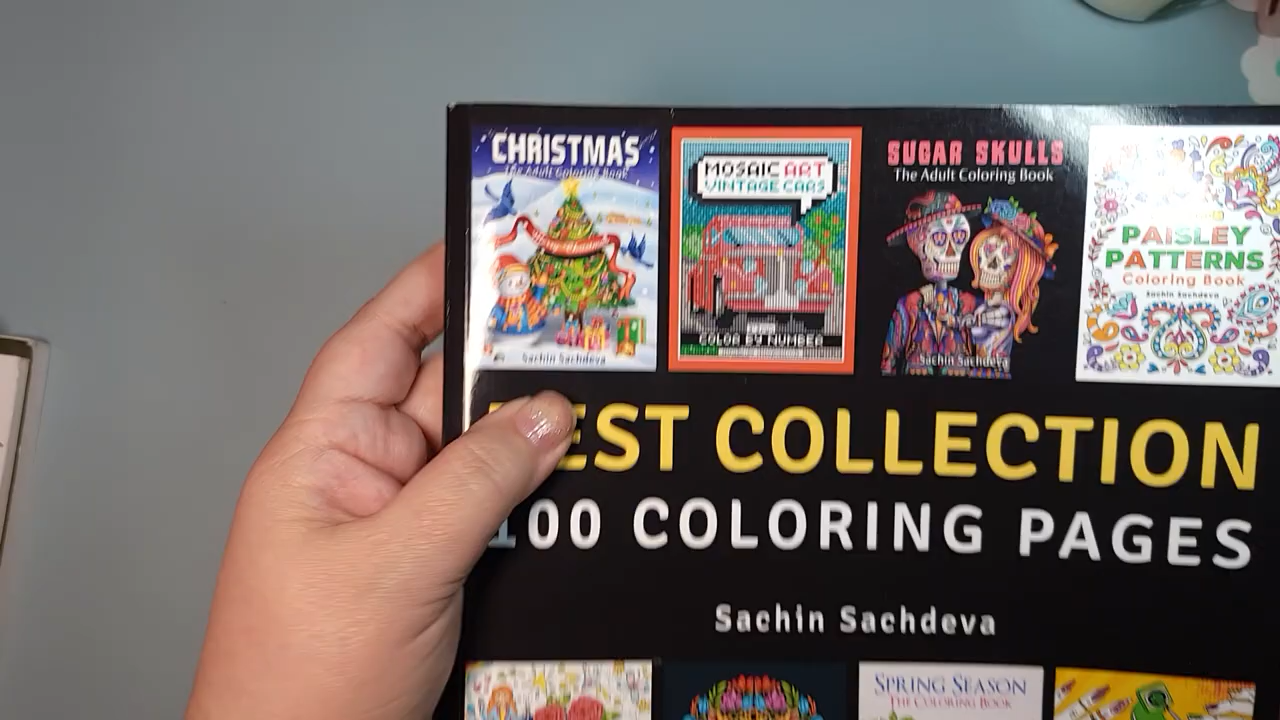 CHRISTMAS
The Adult Coloring Book
Sachin Sachdeva
MOSAIC ART
VINTAGE CARS
COLOR BY NUMBER
SUGAR SKULLS
The Adult Coloring Book
Sachin Sachdeva
PAISLEY
PATTERNS
Coloring Book
Sachin Sachdeva
EST COLLECTION
100 COLORING PAGES
Sachin Sachdeva
SPRING SEASON
THE COLORING BOOK